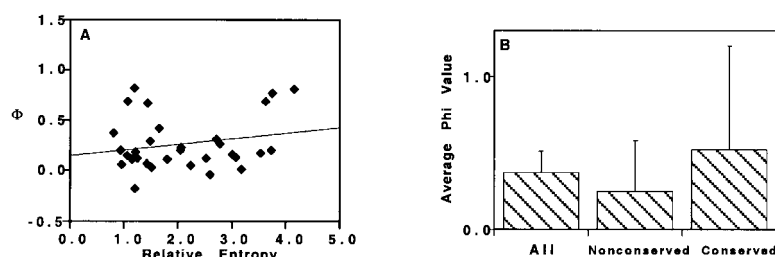 A
1.5
1.0
0.5
0.0
-0.5
Φ
0.0 1.0 2.0 3.0 4.0 5.0
Relative Entropy
B
1.0
0.0
Average Phi Value
All Nonconserved Conserved